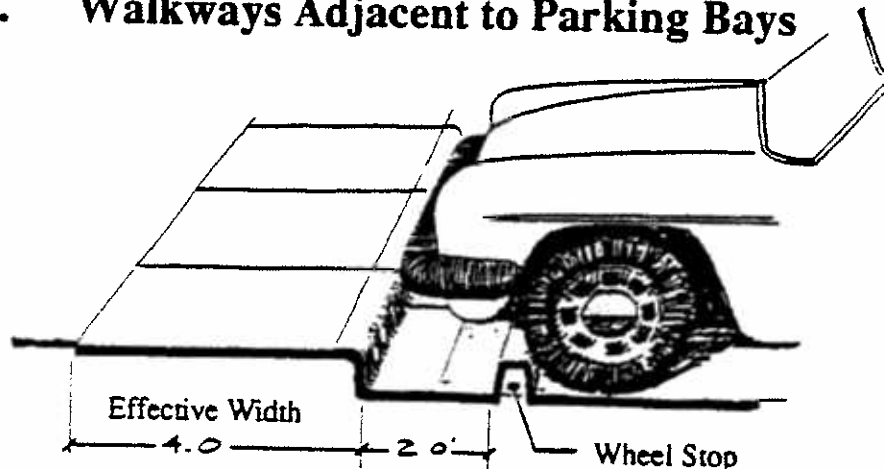 . Walkways Adjacent to Parking Bays
Effective Width
4.0
2 0'
Wheel Stop